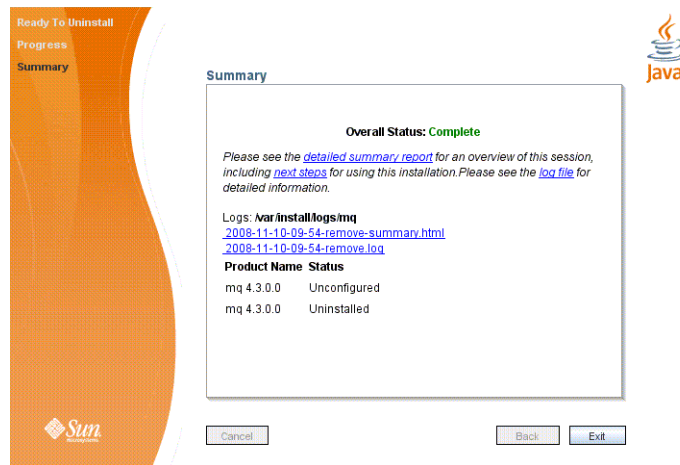 Ready To Uninstall
Progress
Summary
Java
Summary
Overall Status: Complete
Please see the detailed summary report for an overview of this session,
including next steps for using this installation.Please see the log file for
detailed information.
Logs: /var/install/logs/mq
2008-11-10-09-54-remove-summary.html
2008-11-10-09-54-remove.log
Product Name Status
mq 4.3.0.0 Unconfigured
mq 4.3.0.0 Uninstalled
Sun
Microsystems
Cancel
Back
Exit